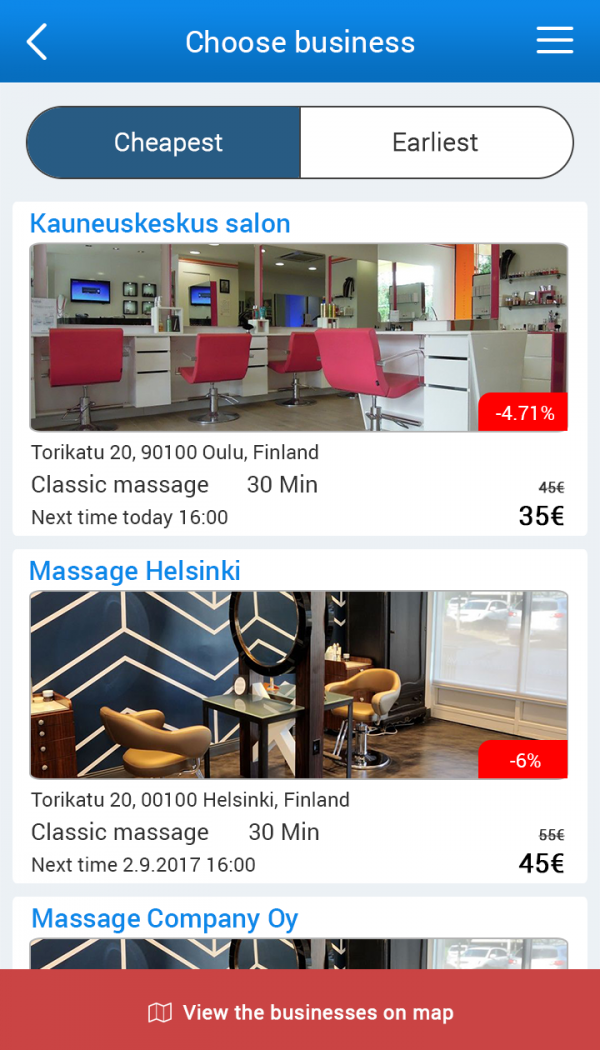 Choose business
Cheapest
Earliest
Kauneuskeskus salon
-4.71%
Torikatu 20, 90100 Oulu, Finland
Classic massage 30 Min 45€
Next time today 16:00 35€
Massage Helsinki
-6%
Torikatu 20, 00100 Helsinki, Finland
Classic massage 30 Min 55€
Next time 2.9.2017 16:00 45€
Massage Company Oy
View the businesses on map